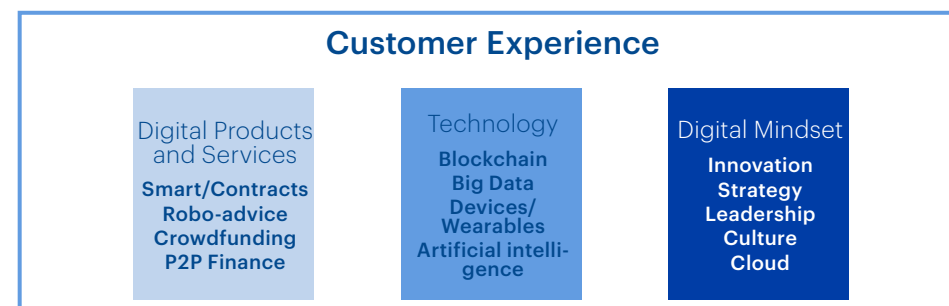 Customer Experience
Digital Products
and Services
Smart/Contracts
Robo-advice
Crowdfunding
P2P Finance
Technology
Blockchain
Big Data
Devices/
Wearables
Artificial intelli-
gence
Digital Mindset
Innovation
Strategy
Leadership
Culture
Cloud